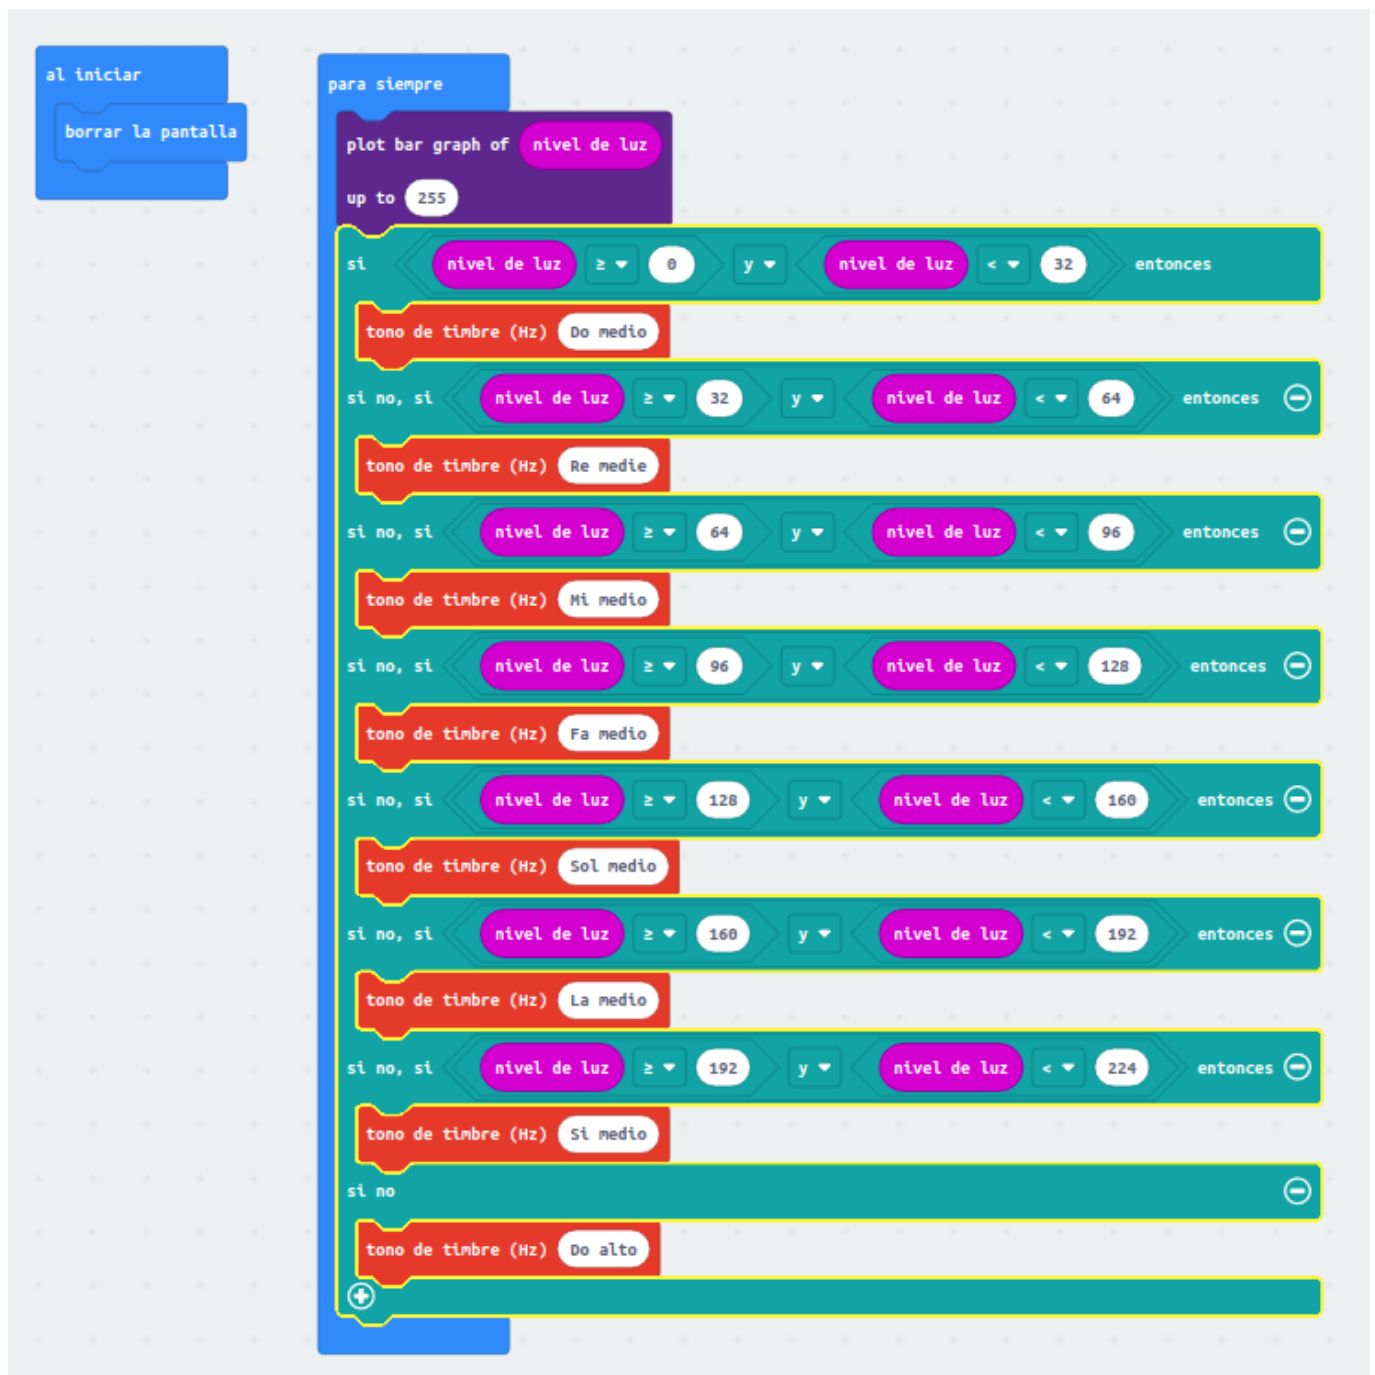 al iniciar
borrar la pantalla
para siempre
plot bar graph of nivel de luz
up to 255
si nivel de luz ≥ 0 y nivel de luz < 32 entonces
tono de timbre (Hz) Do medio
si no, si nivel de luz ≥ 32 y nivel de luz < 64 entonces
tono de timbre (Hz) Re medie
si no, si nivel de luz ≥ 64 y nivel de luz < 96 entonces
tono de timbre (Hz) Mi medio
si no, si nivel de luz ≥ 96 y nivel de luz < 128 entonces
tono de timbre (Hz) Fa medio
si no, si nivel de luz ≥ 128 y nivel de luz < 160 entonces
tono de timbre (Hz) Sol medio
si no, si nivel de luz ≥ 160 y nivel de luz < 192 entonces
tono de timbre (Hz) La medio
si no, si nivel de luz ≥ 192 y nivel de luz < 224 entonces
tono de timbre (Hz) Si medio
si no
tono de timbre (Hz) Do alto